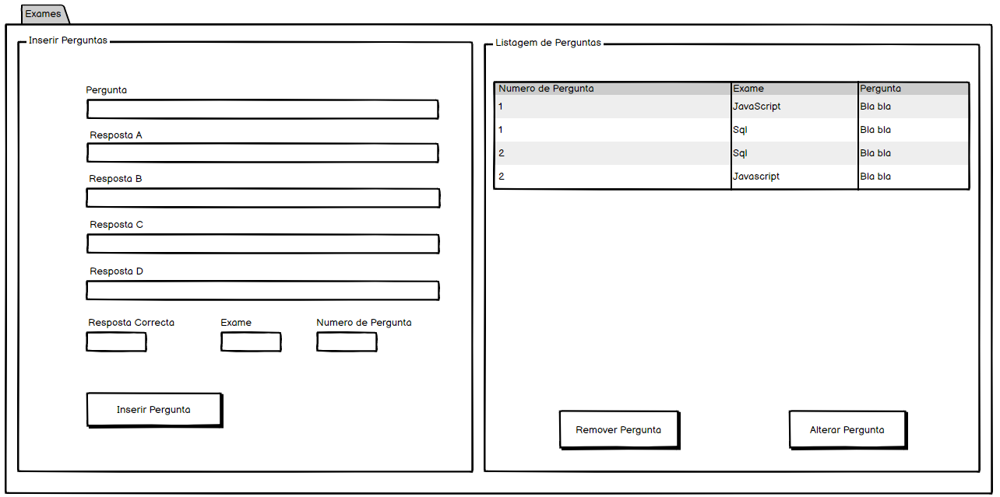 Exames
Inserir Perguntas
Pergunta
Resposta A
Resposta B
Resposta C
Resposta D
Resposta Correcta Exame Numero de Pergunta
Inserir Pergunta
Listagem de Perguntas
Numero de Pergunta Exame Pergunta
1 JavaScript Bla bla
1 Sql Bla bla
2 Sql Bla bla
2 Javascript Bla bla
Remover Pergunta Alterar Pergunta